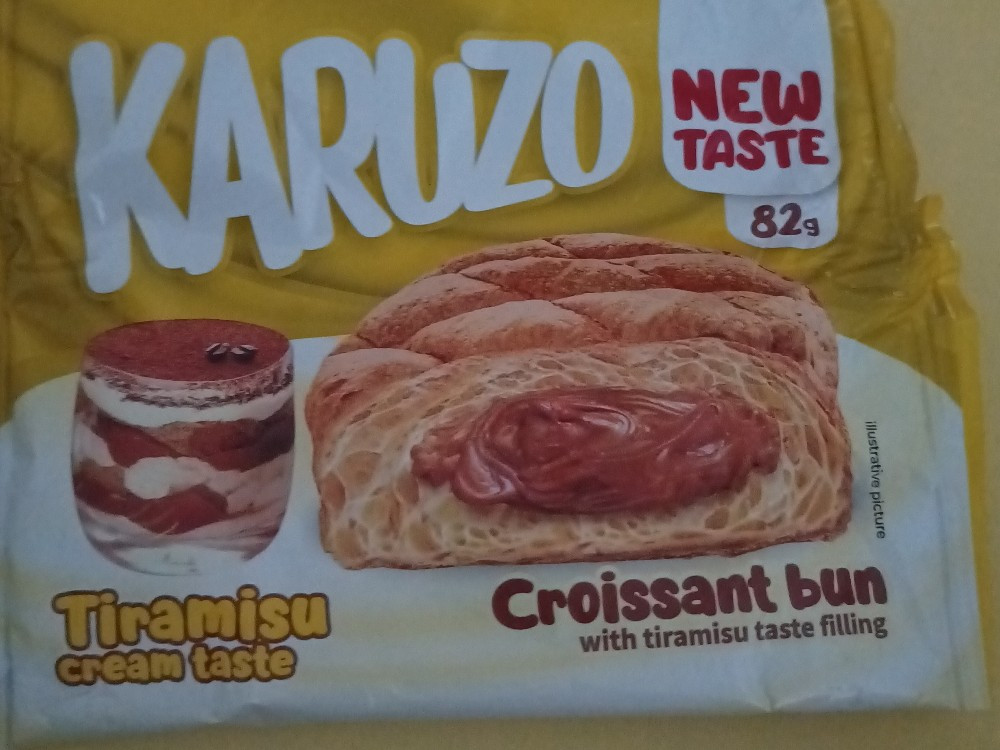 KARUZO
NEW
TASTE
82g
illustrative picture
Tiramisu
cream taste
Croissant bun
with tiramisu taste filling